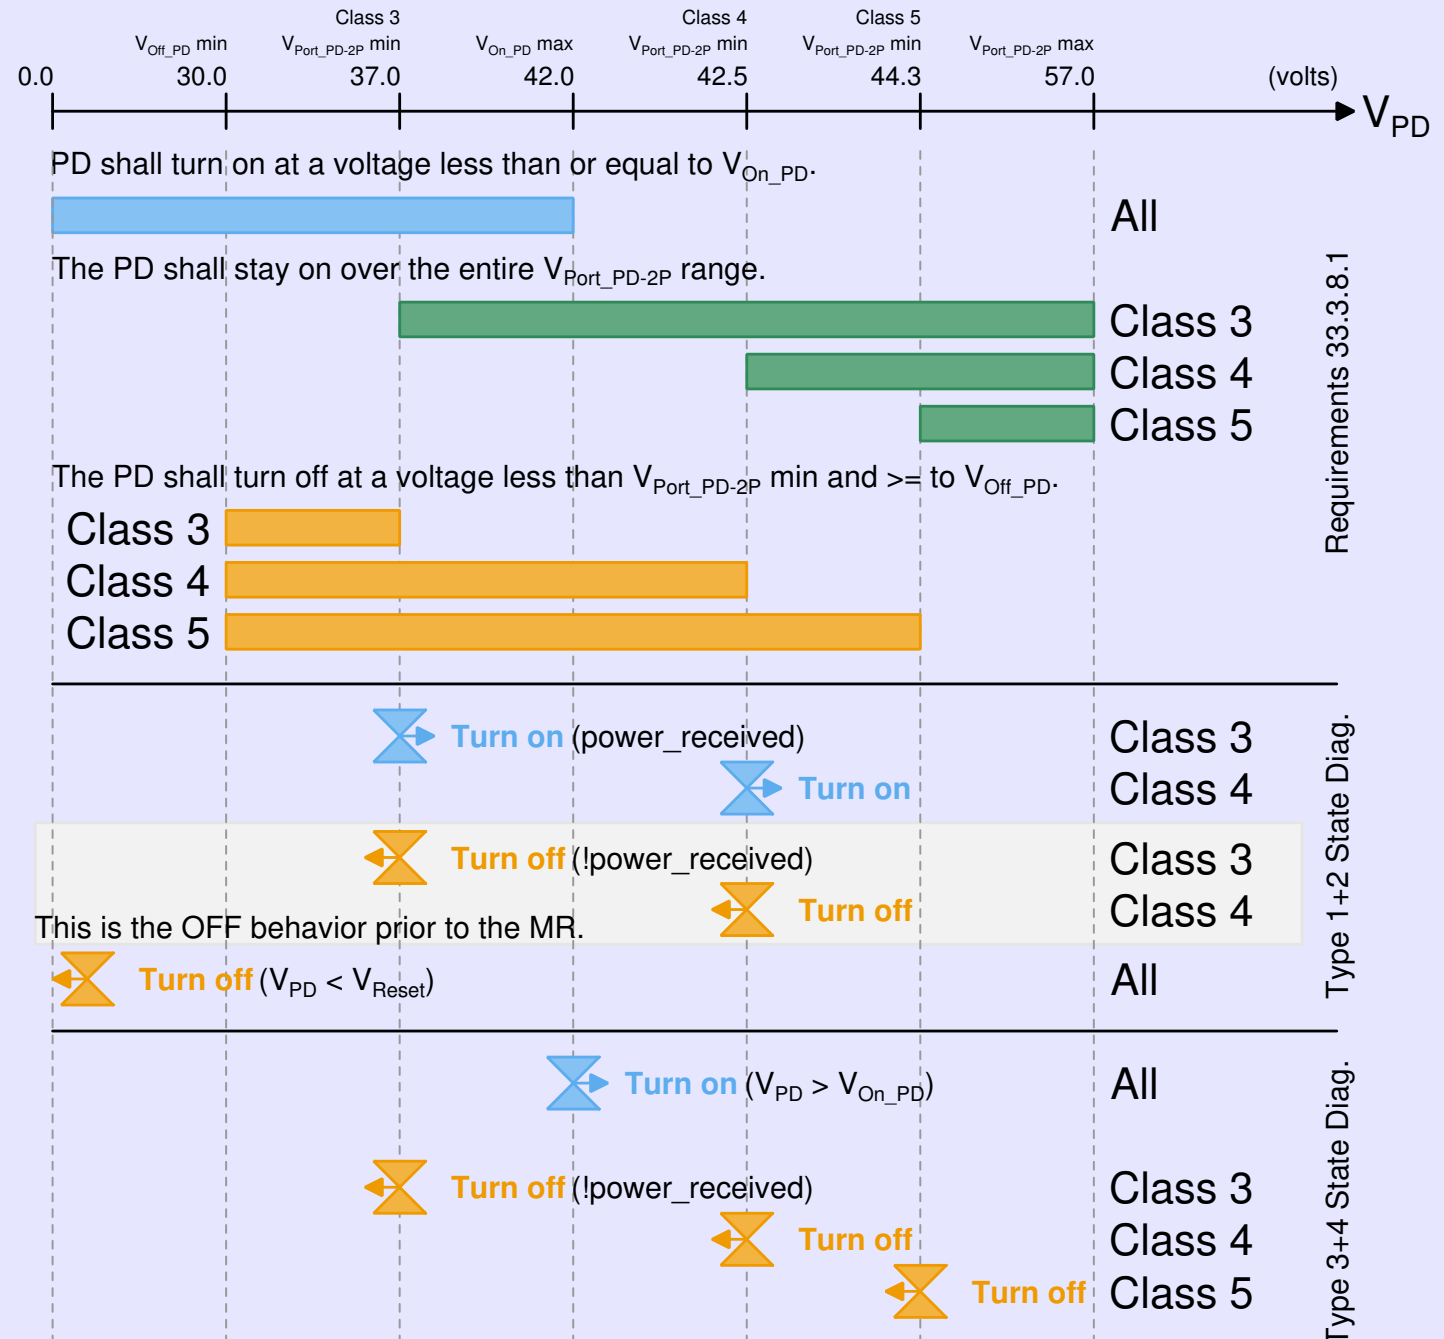 Class 3 Class 4 Class 5
V_Off_PD min V_Port_PD-2P min V_On_PD max V_Port_PD-2P min V_Port_PD-2P min V_Port_PD-2P max
0.0 30.0 37.0 42.0 42.5 44.3 57.0 (volts)
V_PD
PD shall turn on at a voltage less than or equal to V_On_PD.
All
The PD shall stay on over the entire V_Port_PD-2P range.
Class 3
Class 4
Class 5
Requirements 33.3.8.1
The PD shall turn off at a voltage less than V_Port_PD-2P min and >= to V_Off_PD.
Class 3
Class 4
Class 5
Turn on (power_received) Class 3
Turn on Class 4
Turn off (!power_received) Class 3
Turn off Class 4
This is the OFF behavior prior to the MR.
Turn off (V_PD < V_Reset) All
Type 1+2 State Diag.
Turn on (V_PD > V_On_PD) All
Turn off (!power_received) Class 3
Turn off Class 4
Turn off Class 5
Type 3+4 State Diag.